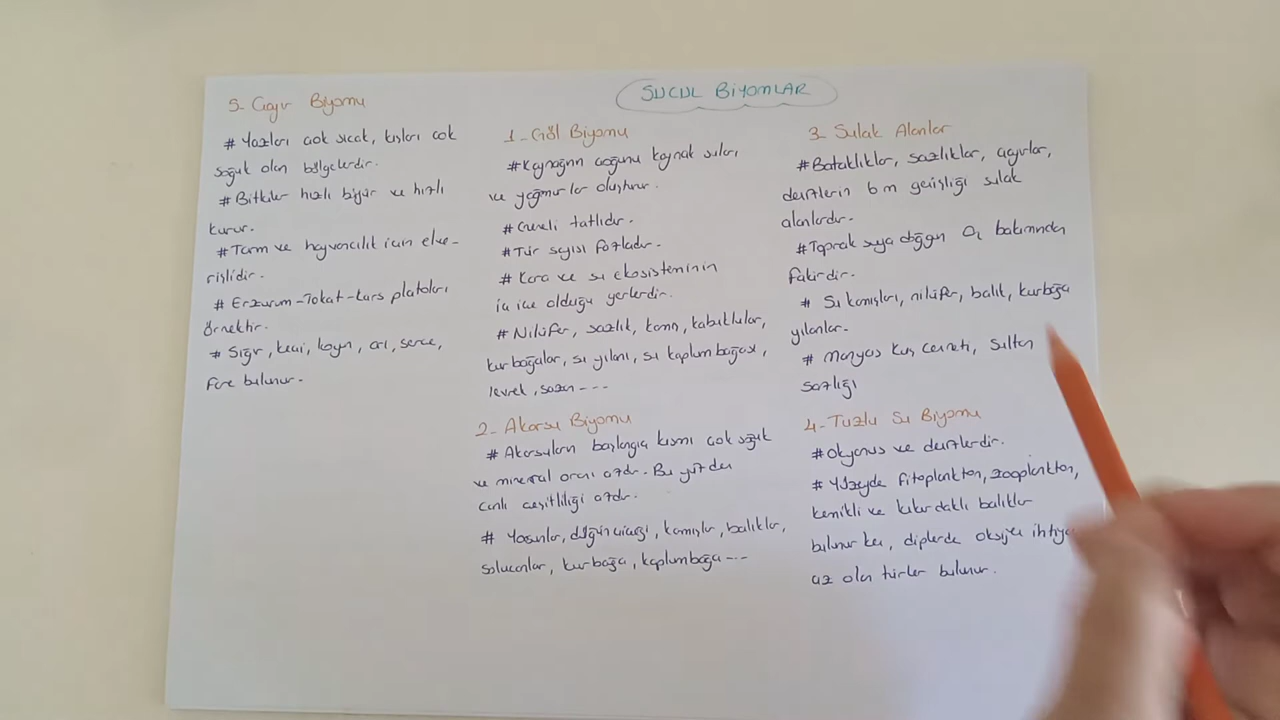 5- Çayır Biyomu
# Yazları çok sıcak, kışları çok
soğuk olan bölgelerdir.
# Bitkiler hızlı büyür ve hızlı
kurur.
# Tarım ve hayvancılık için elve-
rişlidir.
# Erzurum-Tokat-Kars platoları
örnektir.
# Sığır, keçi, koyun, arı, serçe,
fare bulunur.
SUCUL BİYOMLAR
1- Göl Biyomu
# Kaynağının çoğunu kaynak suları
ve yağmurlar oluşturur.
# Geneli tatlıdır.
# Tür sayısı fazladır.
# Kara ve su ekosisteminin
iç içe olduğu yerlerdir.
# Nilüfer, sazlık, kamış, kabuklular,
kurbağalar, su yılanı, su kaplumbağası,
levrek, sazan ---
2- Akarsu Biyomu
# Akarsuların başlangıç kısmı çok soğuk
ve mineral oranı azdır. Bu yüzden
canlı çeşitliliği azdır.
# Yosunlar, düğün çiçeği, kamışlar, balıklar,
solucanlar, kurbağa, kaplumbağa ---
3- Sulak Alanlar
# Bataklıklar, sazlıklar, çayırlar,
denizlerin 6 m genişliği sulak
alanlardır.
# Toprak suya doygun O₂ bakımından
fakirdir.
# Su kamışları, nilüfer, balık, kurbağa
yılanlar.
# Manyas Kuş Cenneti, Sultan
Sazlığı
4- Tuzlu Su Biyomu
# Okyanus ve denizlerdir.
# Yüzeyde fitoplankton, zooplankton,
kemikli ve kıkırdaklı balıklar
bulunurken, diplerde oksijen
az olan türler bulunur.